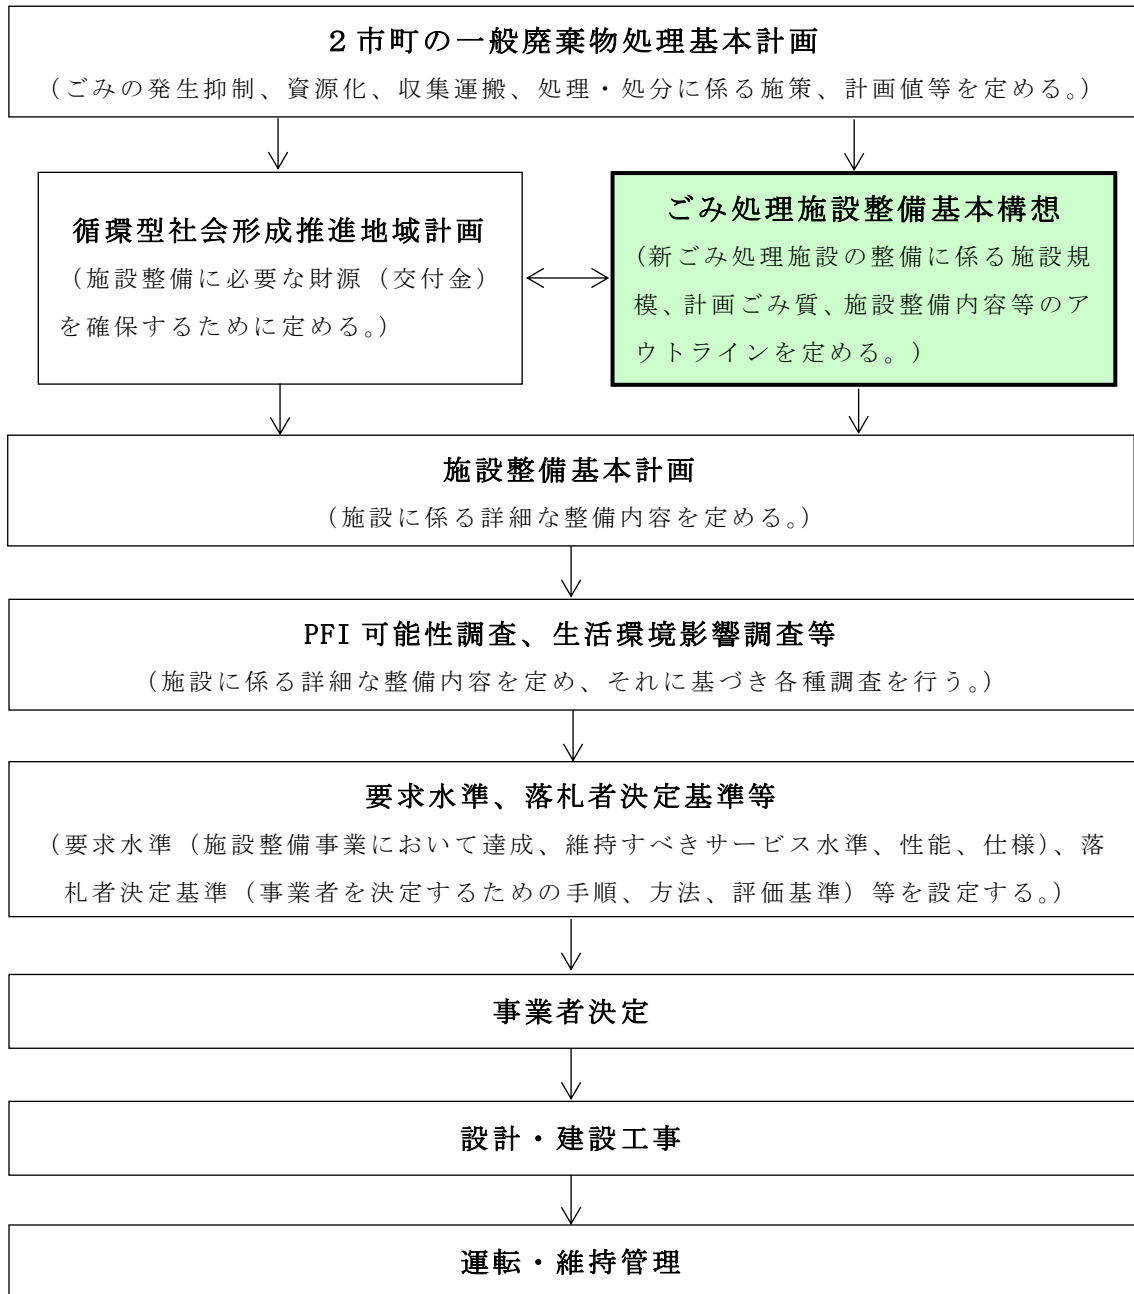 2市町の一般廃棄物処理基本計画
（ごみの発生抑制、資源化、収集運搬、処理・処分に係る施策、計画値等を定める。）
循環型社会形成推進地域計画
（施設整備に必要な財源（交付金）
を確保するために定める。）
ごみ処理施設整備基本構想
（新ごみ処理施設の整備に係る施設規
模、計画ごみ質、施設整備内容等のア
ウトラインを定める。）
施設整備基本計画
（施設に係る詳細な整備内容を定める。）
PFI 可能性調査、生活環境影響調査等
（施設に係る詳細な整備内容を定め、それに基づき各種調査を行う。）
要求水準、落札者決定基準等
（要求水準（施設整備事業において達成、維持すべきサービス水準、性能、仕様）、落
札者決定基準（事業者を決定するための手順、方法、評価基準）等を設定する。）
事業者決定
設計・建設工事
運転・維持管理